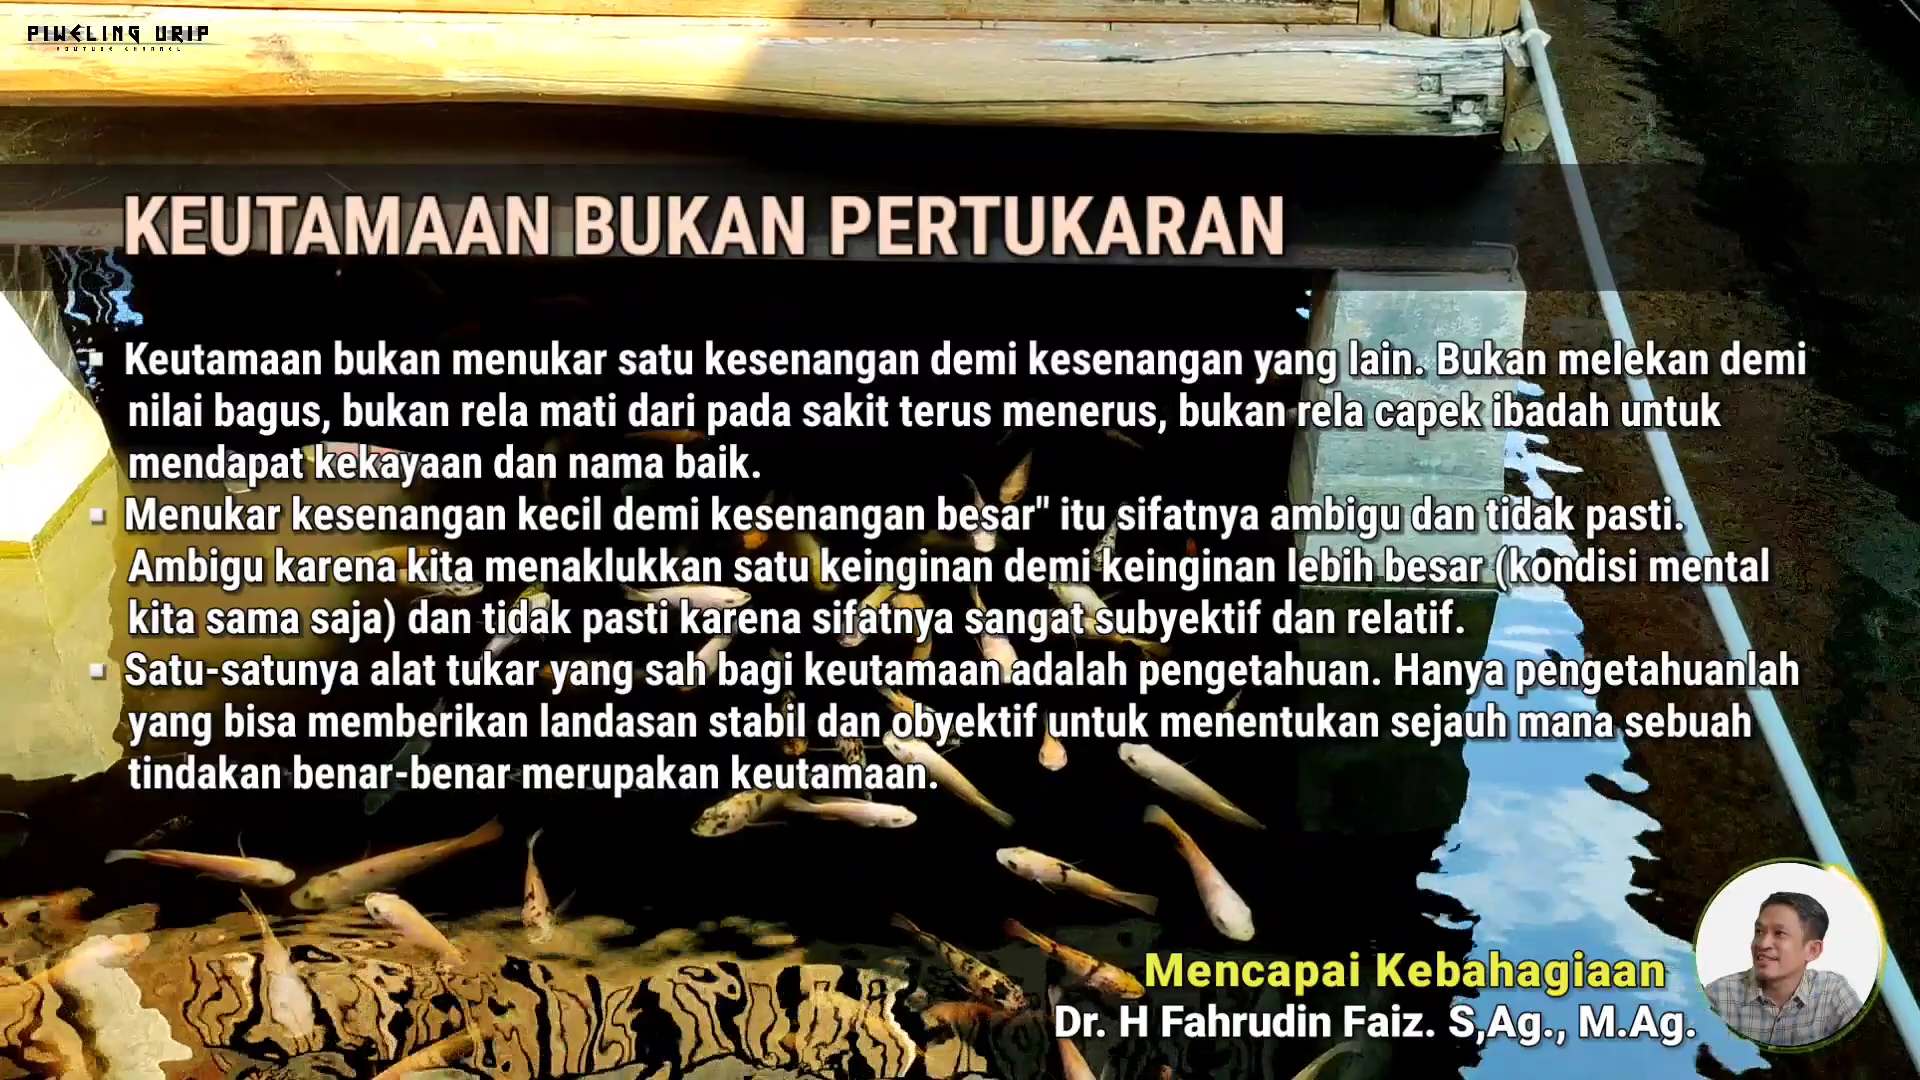 PIWELING URIP
YOUTUBE CHANNEL
KEUTAMAAN BUKAN PERTUKARAN
▪ Keutamaan bukan menukar satu kesenangan demi kesenangan yang lain. Bukan melekan demi
nilai bagus, bukan rela mati dari pada sakit terus menerus, bukan rela capek ibadah untuk
mendapat kekayaan dan nama baik.
▪ Menukar kesenangan kecil demi kesenangan besar" itu sifatnya ambigu dan tidak pasti.
Ambigu karena kita menaklukkan satu keinginan demi keinginan lebih besar (kondisi mental
kita sama saja) dan tidak pasti karena sifatnya sangat subyektif dan relatif.
▪ Satu-satunya alat tukar yang sah bagi keutamaan adalah pengetahuan. Hanya pengetahuanlah
yang bisa memberikan landasan stabil dan obyektif untuk menentukan sejauh mana sebuah
tindakan benar-benar merupakan keutamaan.
Mencapai Kebahagiaan
Dr. H Fahrudin Faiz. S,Ag., M.Ag.